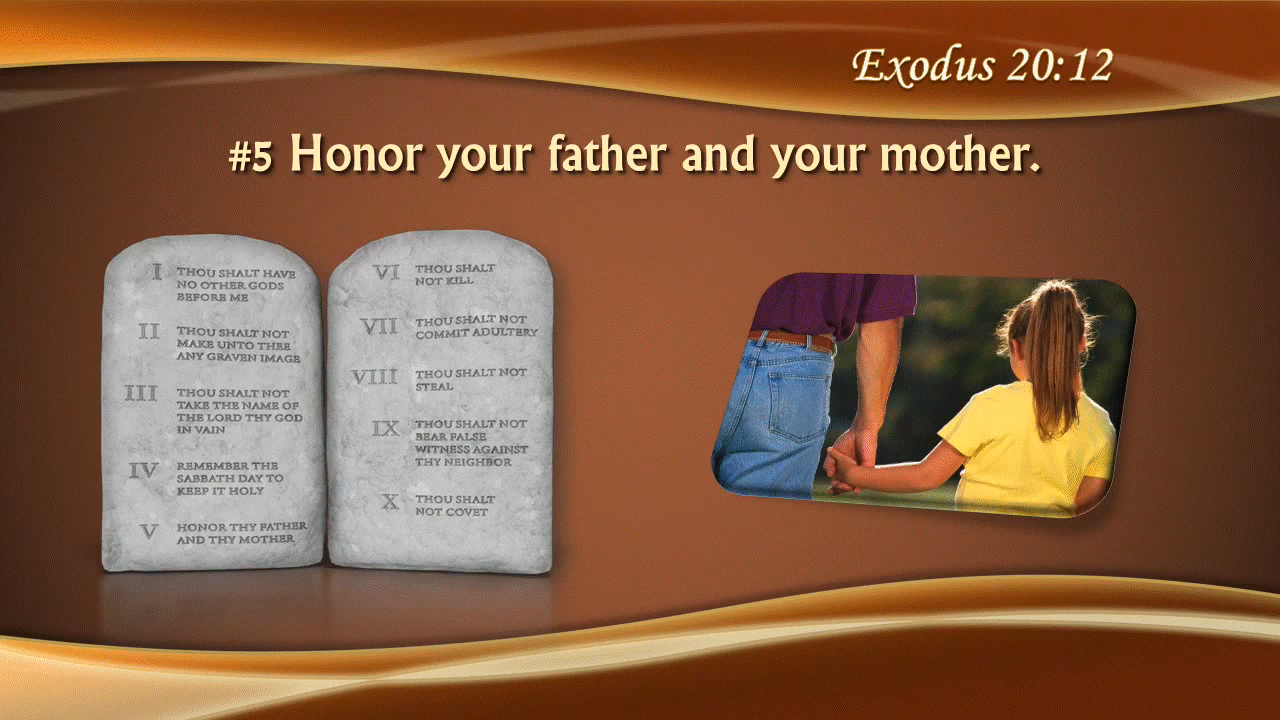 Exodus 20:12
#5 Honor your father and your mother.
I THOU SHALT HAVE
NO OTHER GODS
BEFORE ME
II THOU SHALT NOT
MAKE UNTO THEE
ANY GRAVEN IMAGE
III THOU SHALT NOT
TAKE THE NAME OF
THE LORD THY GOD
IN VAIN
IV REMEMBER THE
SABBATH DAY TO
KEEP IT HOLY
V HONOR THY FATHER
AND THY MOTHER
VI THOU SHALT
NOT KILL
VII THOU SHALT NOT
COMMIT ADULTERY
VIII THOU SHALT NOT
STEAL
IX THOU SHALT NOT
BEAR FALSE
WITNESS AGAINST
THY NEIGHBOR
X THOU SHALT
NOT COVET